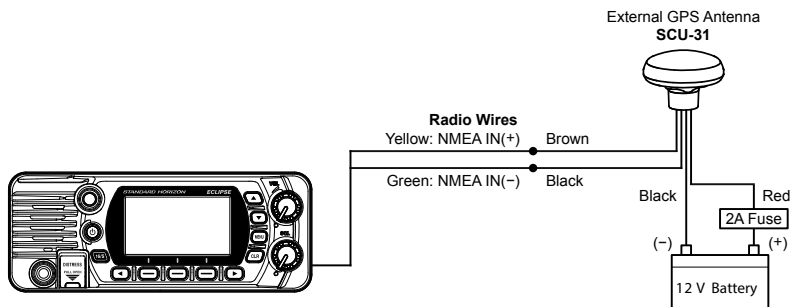 External GPS Antenna
SCU-31
Radio Wires
Yellow: NMEA IN(+) Brown
Green: NMEA IN(−) Black
Black Red
2A Fuse
(−) (+)
12 V Battery
STANDARD HORIZON ECLIPSE
MENU
CLR
16/S
DISTRESS